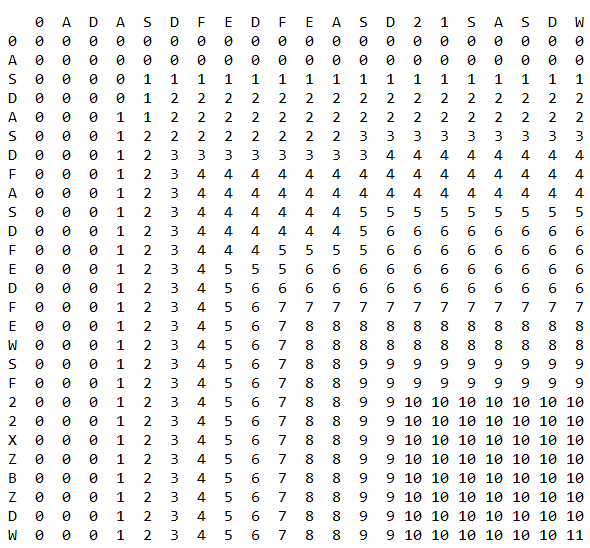 0 A D A S D F E D F E A S D 2 1 S A S D W
0 0 0 0 0 0 0 0 0 0 0 0 0 0 0 0 0 0 0 0 0 0
A 0 0 0 0 0 0 0 0 0 0 0 0 0 0 0 0 0 0 0 0 0
S 0 0 0 0 1 1 1 1 1 1 1 1 1 1 1 1 1 1 1 1 1
D 0 0 0 0 1 2 2 2 2 2 2 2 2 2 2 2 2 2 2 2 2
A 0 0 0 1 1 2 2 2 2 2 2 2 2 2 2 2 2 2 2 2 2
S 0 0 0 1 2 2 2 2 2 2 2 2 3 3 3 3 3 3 3 3 3
D 0 0 0 1 2 3 3 3 3 3 3 3 3 4 4 4 4 4 4 4 4
F 0 0 0 1 2 3 4 4 4 4 4 4 4 4 4 4 4 4 4 4 4
A 0 0 0 1 2 3 4 4 4 4 4 4 4 4 4 4 4 4 4 4 4
S 0 0 0 1 2 3 4 4 4 4 4 4 5 5 5 5 5 5 5 5 5
D 0 0 0 1 2 3 4 4 4 4 4 4 5 6 6 6 6 6 6 6 6
F 0 0 0 1 2 3 4 4 4 5 5 5 5 6 6 6 6 6 6 6 6
E 0 0 0 1 2 3 4 5 5 5 6 6 6 6 6 6 6 6 6 6 6
D 0 0 0 1 2 3 4 5 6 6 6 6 6 6 6 6 6 6 6 6 6
F 0 0 0 1 2 3 4 5 6 7 7 7 7 7 7 7 7 7 7 7 7
E 0 0 0 1 2 3 4 5 6 7 8 8 8 8 8 8 8 8 8 8 8
W 0 0 0 1 2 3 4 5 6 7 8 8 8 8 8 8 8 8 8 8 8
S 0 0 0 1 2 3 4 5 6 7 8 8 9 9 9 9 9 9 9 9 9
F 0 0 0 1 2 3 4 5 6 7 8 8 9 9 9 9 9 9 9 9 9
2 0 0 0 1 2 3 4 5 6 7 8 8 9 9 10 10 10 10 10 10 10
2 0 0 0 1 2 3 4 5 6 7 8 8 9 9 10 10 10 10 10 10 10
X 0 0 0 1 2 3 4 5 6 7 8 8 9 9 10 10 10 10 10 10 10
Z 0 0 0 1 2 3 4 5 6 7 8 8 9 9 10 10 10 10 10 10 10
B 0 0 0 1 2 3 4 5 6 7 8 8 9 9 10 10 10 10 10 10 10
Z 0 0 0 1 2 3 4 5 6 7 8 8 9 9 10 10 10 10 10 10 10
D 0 0 0 1 2 3 4 5 6 7 8 8 9 9 10 10 10 10 10 10 10
W 0 0 0 1 2 3 4 5 6 7 8 8 9 9 10 10 10 10 10 10 11